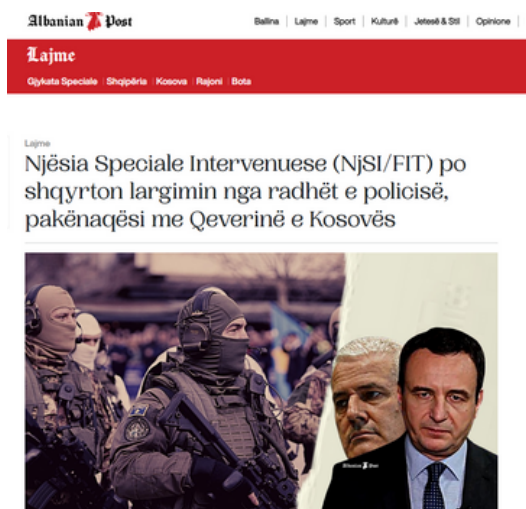 Albanian Post
Ballina | Lajme | Sport | Kulturë | Jetesë & Stil | Opinione |
Lajme
Gjykata Speciale | Shqipëria | Kosova | Rajoni | Bota
Lajme
Njësia Speciale Intervenuese (NjSI/FIT) po
shqyrton largimin nga radhët e policisë,
pakënaqësi me Qeverinë e Kosovës
Albanian Post